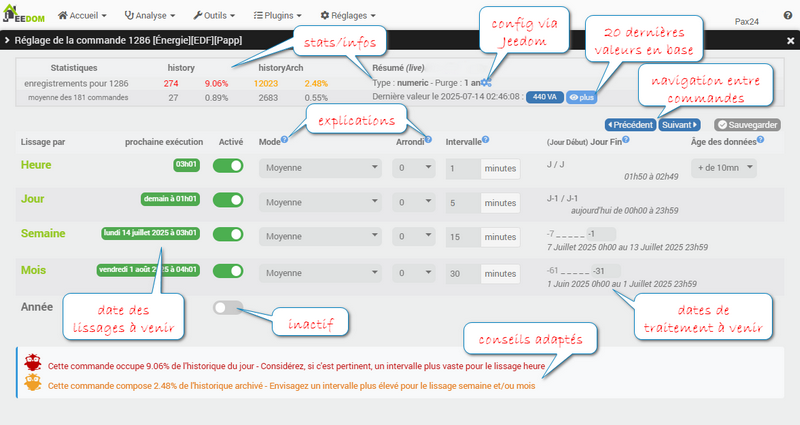 JEEDOM Accueil Analyse Outils Plugins Réglages Pax24
Réglage de la commande 1286 [Énergie][EDF][Papp]
stats/infos
config via
Jeedom
20 dernières
valeurs en base
Statistiques history historyArch Résumé (live)
enregistrements pour 1286 274 9.06% 12023 2.48% Type : numeric - Purge : 1 an
moyenne des 181 commandes 27 0.89% 2683 0.55% Dernière valeur le 2025-07-14 02:46:08 : 440 VA plus
navigation entre
commandes
explications
Précédent Suivant Sauvegarder
Lissage par prochaine exécution Activé Mode Arrondi Intervalle (Jour Début) Jour Fin Âge des données
Heure 03h01 Moyenne 0 1 minutes J / J + de 10mn
01h50 à 02h49
Jour demain à 01h01 Moyenne 0 5 minutes J-1 / J-1
aujourd'hui de 00h00 à 23h59
Semaine lundi 14 juillet 2025 à 03h01 Moyenne 0 15 minutes -7 _ _ _ _ _ -1
7 Juillet 2025 0h00 au 13 Juillet 2025 23h59
Mois vendredi 1 août 2025 à 04h01 Moyenne 0 30 minutes -61 _ _ _ _ _ -31
1 Juin 2025 0h00 au 1 Juillet 2025 23h59
Année
date des
lissages à venir
inactif
dates de
traitement à venir
conseils adaptés
Cette commande occupe 9.06% de l'historique du jour - Considérez, si c'est pertinent, un intervalle plus vaste pour le lissage heure
Cette commande compose 2.48% de l'historique archivé - Envisagez un intervalle plus élevé pour le lissage semaine et/ou mois